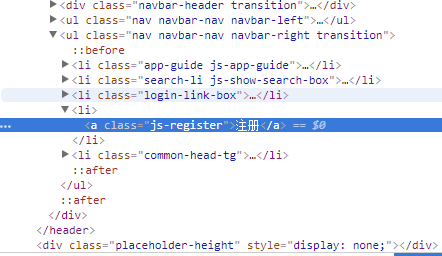 ▶<div class="navbar-header transition">…</div>
▶<ul class="nav navbar-nav navbar-left">…</ul>
▼<ul class="nav navbar-nav navbar-right transition">
::before
▶<li class="app-guide js-app-guide">…</li>
▶<li class="search-li js-show-search-box">…</li>
▶<li class="login-link-box">…</li>
▼<li>
… <a class="js-register">注册</a> == $0
</li>
▶<li class="common-head-tg">…</li>
::after
</ul>
::after
</div>
</header>
<div class="placeholder-height" style="display: none;"></div>